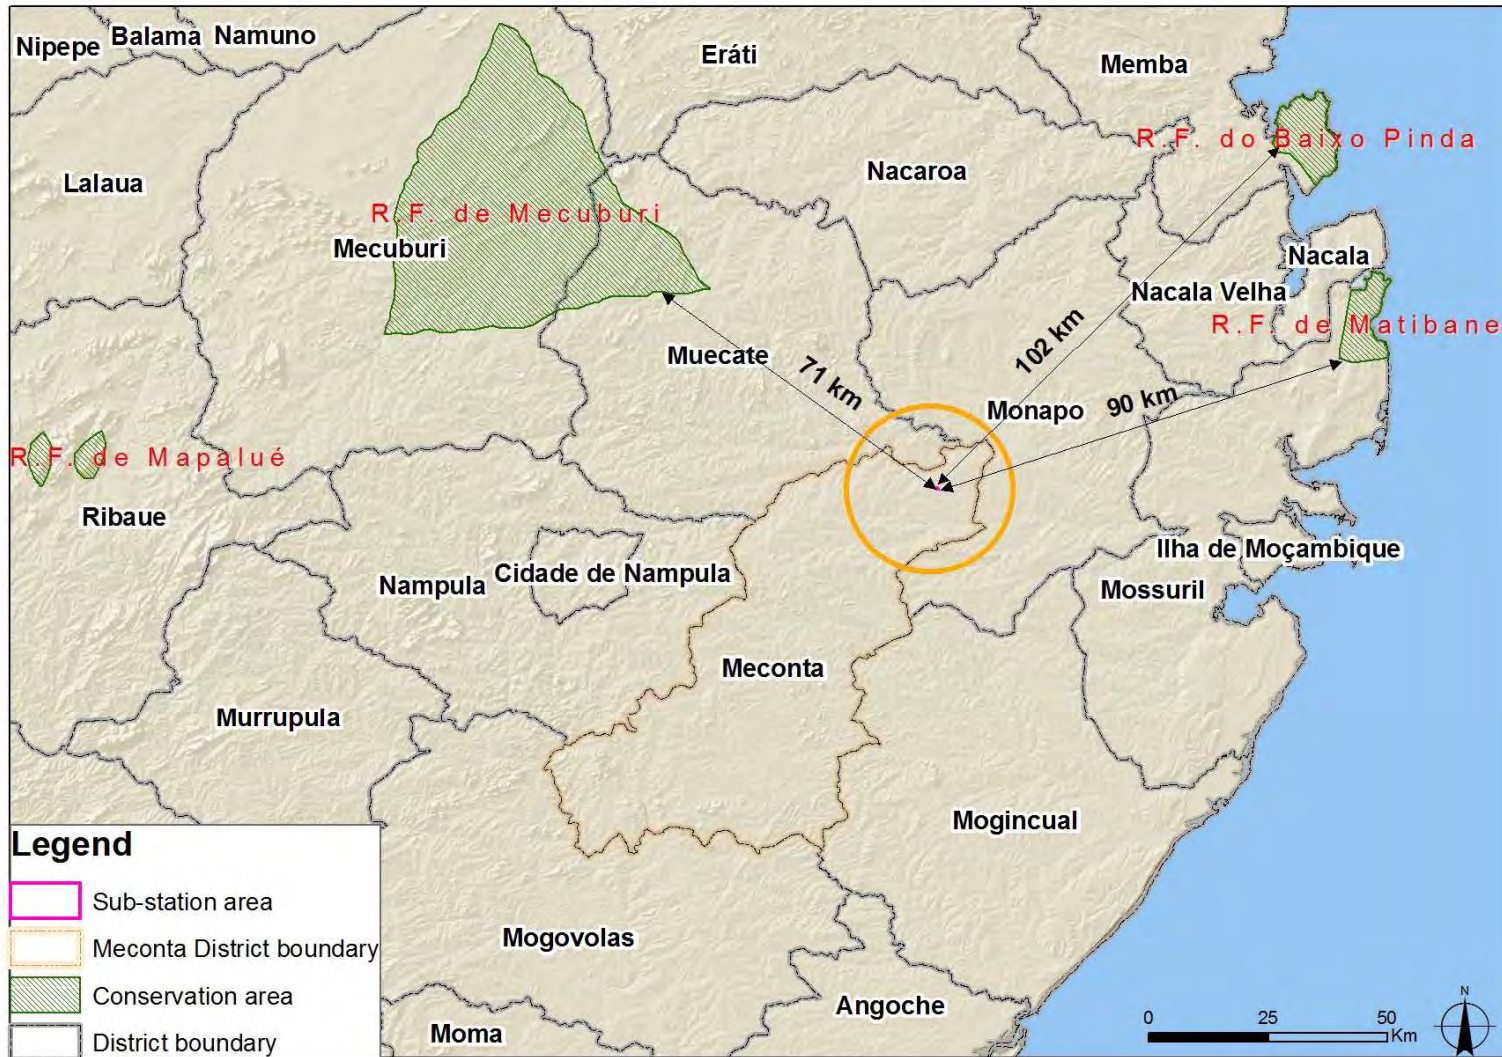 Nipepe
Balama
Namuno
Eráti
Memba
R.F. do Baixo Pinda
Lalaua
Nacaroa
R.F. de Mecuburi
Mecuburi
Nacala
Nacala Velha
R.F. de Matibane
Muecate
102 km
71 km
90 km
Monapo
R.F. de Mapalué
Ribaue
Nampula
Cidade de Nampula
Ilha de Moçambique
Mossuril
Meconta
Murrupula
Mogincual
Mogovolas
Angoche
Moma
Legend
Sub-station area
Meconta District boundary
Conservation area
District boundary
0 25 50
Km
N